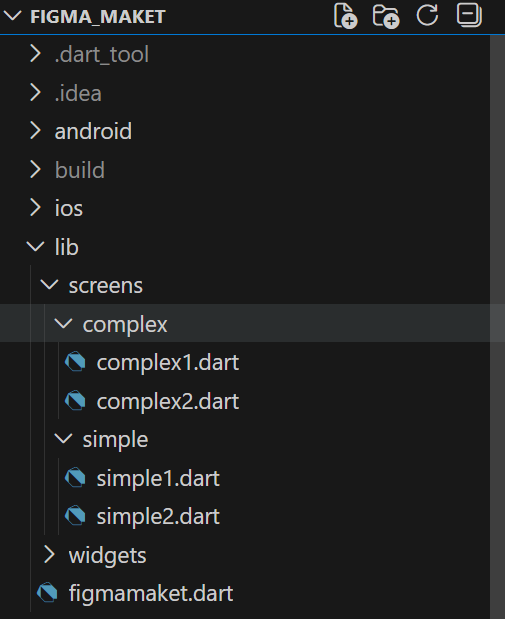 FIGMA_MAKET
.dart_tool
.idea
android
build
ios
lib
screens
complex
complex1.dart
complex2.dart
simple
simple1.dart
simple2.dart
widgets
figmamaket.dart